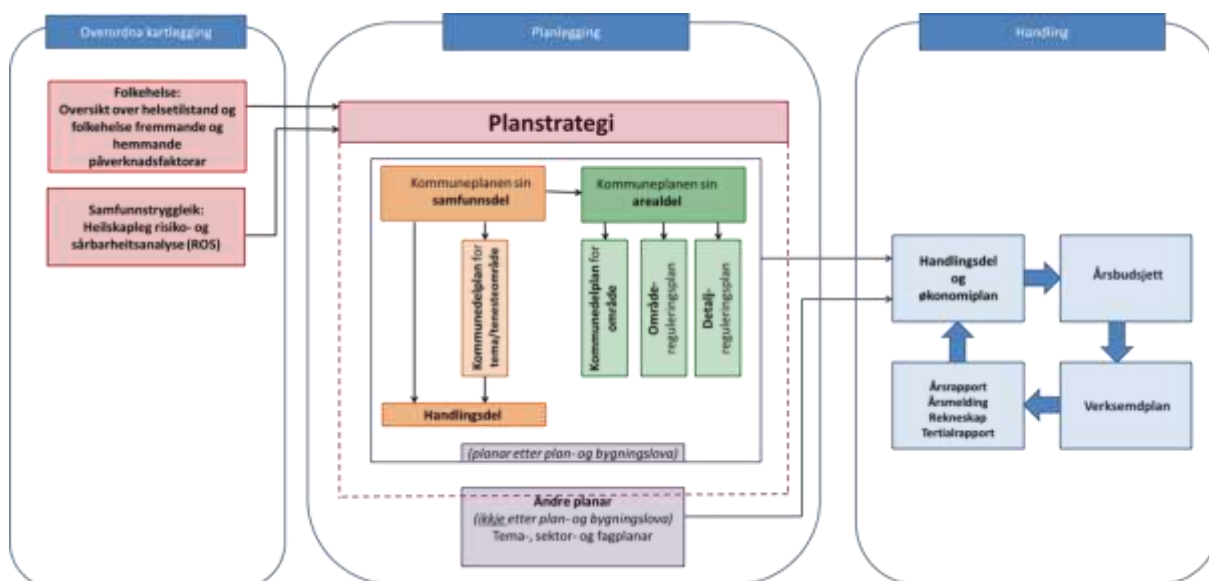 Overordna kartlegging
Folkehelse:
Oversikt over helsetilstand og
folkehelse fremmande og
hemmande
påverknadsfaktorar
Samfunnstryggleik:
Heilskapleg risiko- og
sårbarheitsanalyse (ROS)
Planlegging
Planstrategi
Kommuneplanen sin
samfunnsdel
Kommuneplanen sin
arealdel
Kommunedelplan for
tema/tenesteområde
Kommunedelplan for
område
Område-
reguleringsplan
Detalj-
reguleringsplan
Handlingsdel
(planar etter plan- og bygningslova)
Andre planar
(ikkje etter plan- og bygningslova)
Tema-, sektor- og fagplanar
Handling
Handlingsdel
og
økonomiplan
Årsbudsjett
Årsrapport
Årsmelding
Rekneskap
Tertialrapport
Verksemdplan